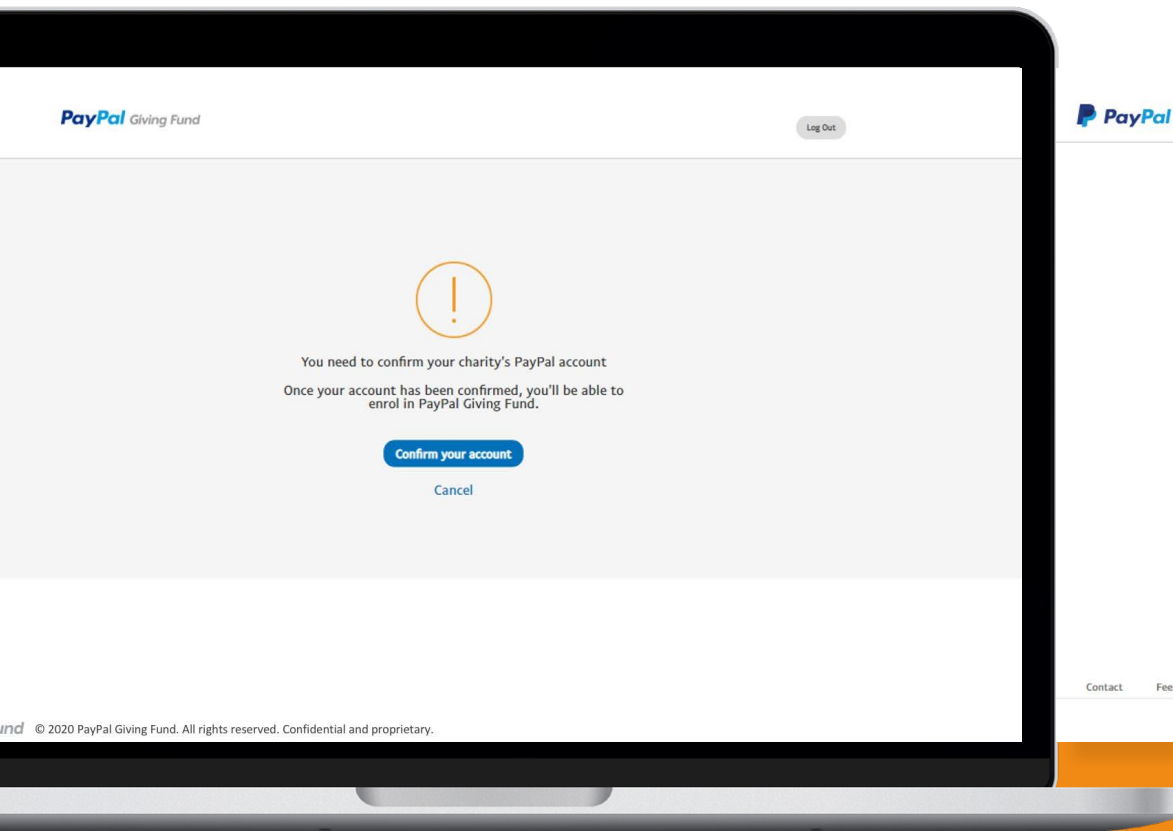 PayPal Giving Fund
Log Out
PayPal
You need to confirm your charity's PayPal account
Once your account has been confirmed, you'll be able to
enrol in PayPal Giving Fund.
Confirm your account
Cancel
Contact Fee
und © 2020 PayPal Giving Fund. All rights reserved. Confidential and proprietary.